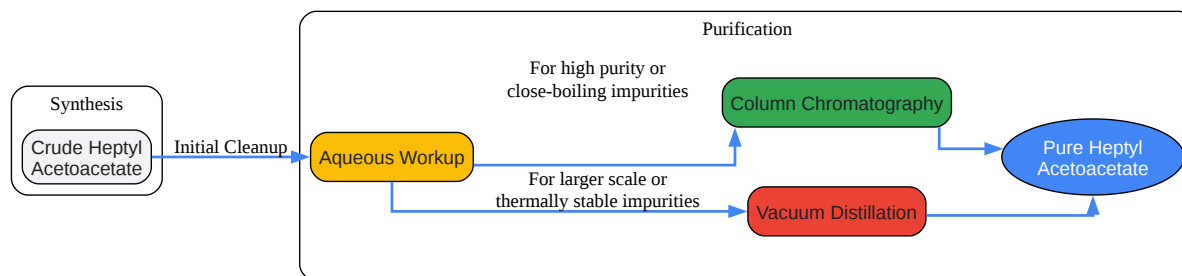 Purification
Synthesis
Crude Heptyl
Acetoacetate
Initial Cleanup
Aqueous Workup
For high purity or
close-boiling impurities
Column Chromatography
For larger scale or
thermally stable impurities
Vacuum Distillation
Pure Heptyl
Acetoacetate